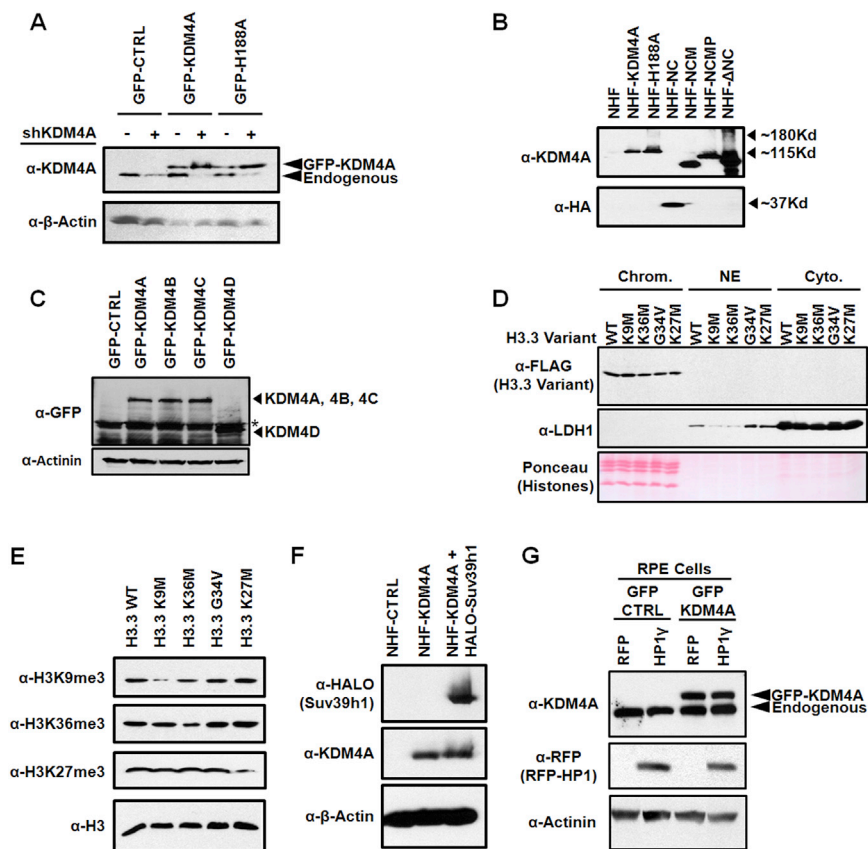 A
GFP-CTRL
GFP-KDM4A
GFP-H188A
shKDM4A - + - + - +
α-KDM4A
GFP-KDM4A
Endogenous
α-β-Actin
B
NHF
NHF-KDM4A
NHF-H188A
NHF-NC
NHF-NCM
NHF-NCMP
NHF-ΔNC
α-KDM4A
~180Kd
~115Kd
α-HA
~37Kd
C
GFP-CTRL
GFP-KDM4A
GFP-KDM4B
GFP-KDM4C
GFP-KDM4D
α-GFP
KDM4A, 4B, 4C
*
KDM4D
α-Actinin
D
Chrom. NE Cyto.
H3.3 Variant WT K9M K36M G34V K27M WT K9M K36M G34V K27M WT K9M K36M G34V K27M
α-FLAG
(H3.3 Variant)
α-LDH1
Ponceau
(Histones)
E
H3.3 WT
H3.3 K9M
H3.3 K36M
H3.3 G34V
H3.3 K27M
α-H3K9me3
α-H3K36me3
α-H3K27me3
α-H3
F
NHF-CTRL
NHF-KDM4A
NHF-KDM4A +
HALO-Suv39h1
α-HALO
(Suv39h1)
α-KDM4A
α-β-Actin
G
RPE Cells
GFP CTRL
GFP KDM4A
RFP HP1γ RFP HP1γ
α-KDM4A
GFP-KDM4A
Endogenous
α-RFP
(RFP-HP1)
α-Actinin